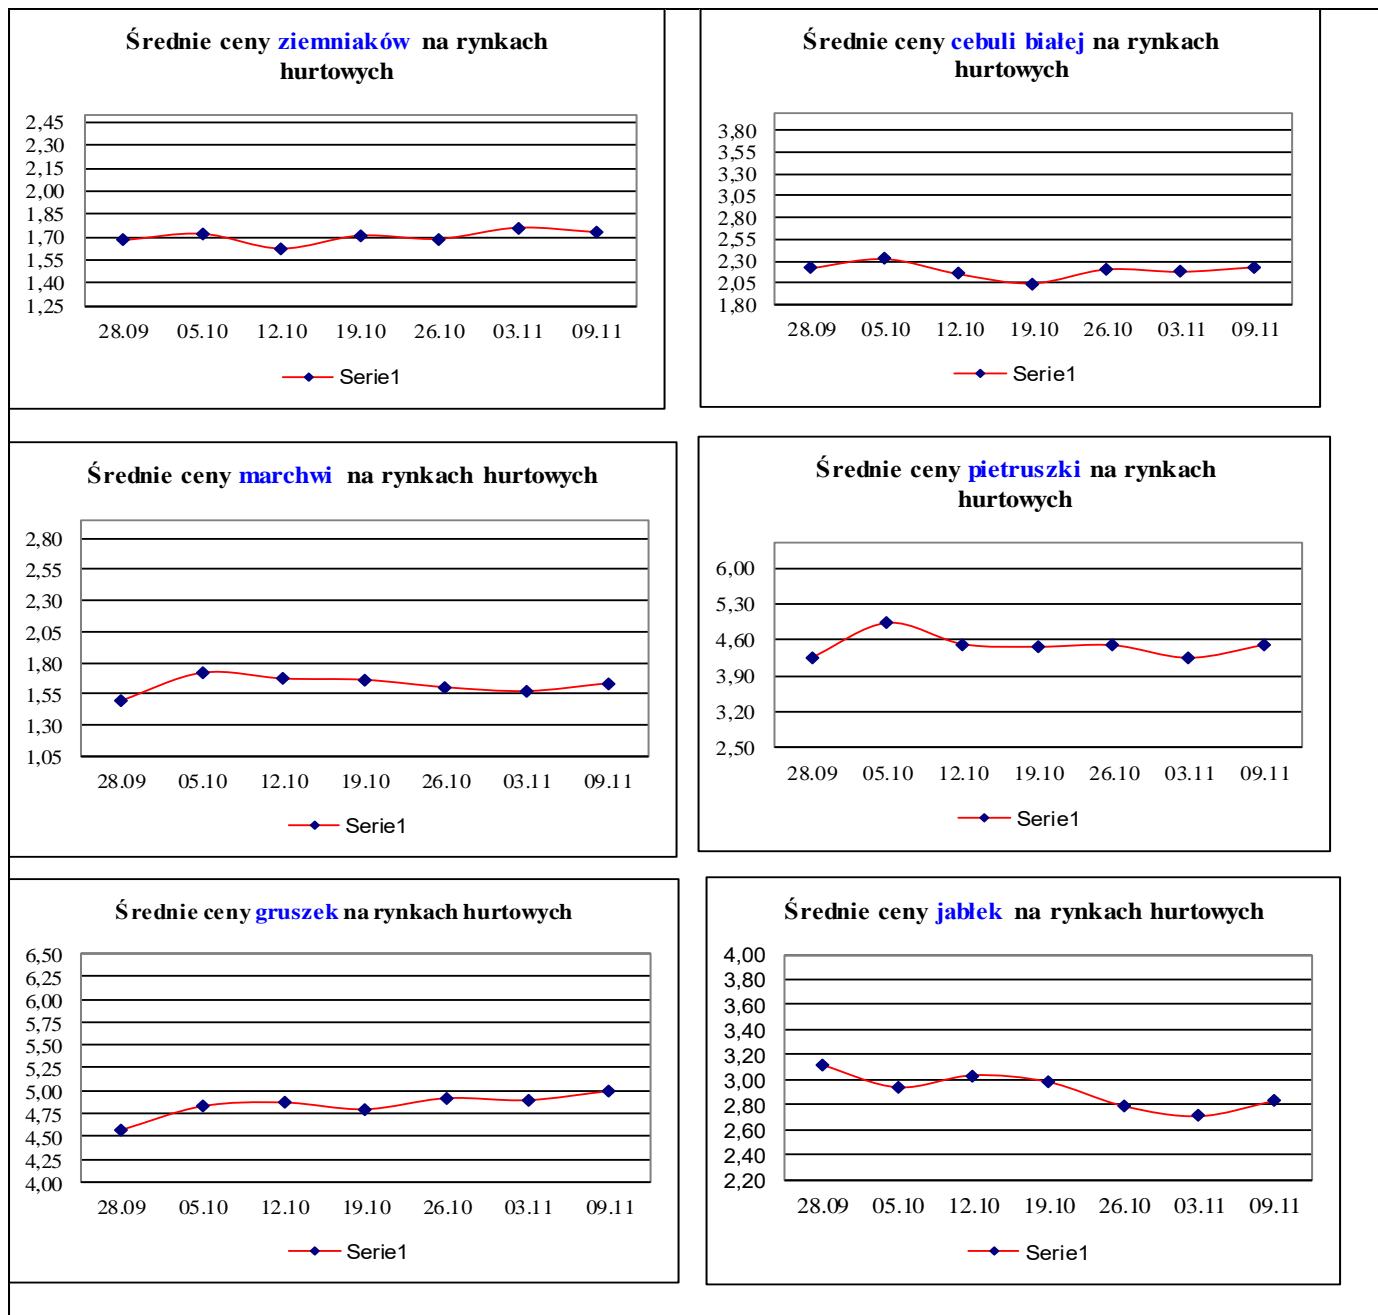 Średnie ceny ziemniaków na rynkach
hurtowych
2,45
2,30
2,15
2,00
1,85
1,70
1,55
1,40
1,25
28.09 05.10 12.10 19.10 26.10 03.11 09.11
Serie1
Średnie ceny cebuli białej na rynkach
hurtowych
3,80
3,55
3,30
3,05
2,80
2,55
2,30
2,05
1,80
28.09 05.10 12.10 19.10 26.10 03.11 09.11
Serie1
Średnie ceny marchwi na rynkach hurtowych
2,80
2,55
2,30
2,05
1,80
1,55
1,30
1,05
28.09 05.10 12.10 19.10 26.10 03.11 09.11
Serie1
Średnie ceny pietruszki na rynkach
hurtowych
6,00
5,30
4,60
3,90
3,20
2,50
28.09 05.10 12.10 19.10 26.10 03.11 09.11
Serie1
Średnie ceny gruszek na rynkach hurtowych
6,50
6,25
6,00
5,75
5,50
5,25
5,00
4,75
4,50
4,25
4,00
28.09 05.10 12.10 19.10 26.10 03.11 09.11
Serie1
Średnie ceny jabłek na rynkach hurtowych
4,00
3,80
3,60
3,40
3,20
3,00
2,80
2,60
2,40
2,20
28.09 05.10 12.10 19.10 26.10 03.11 09.11
Serie1